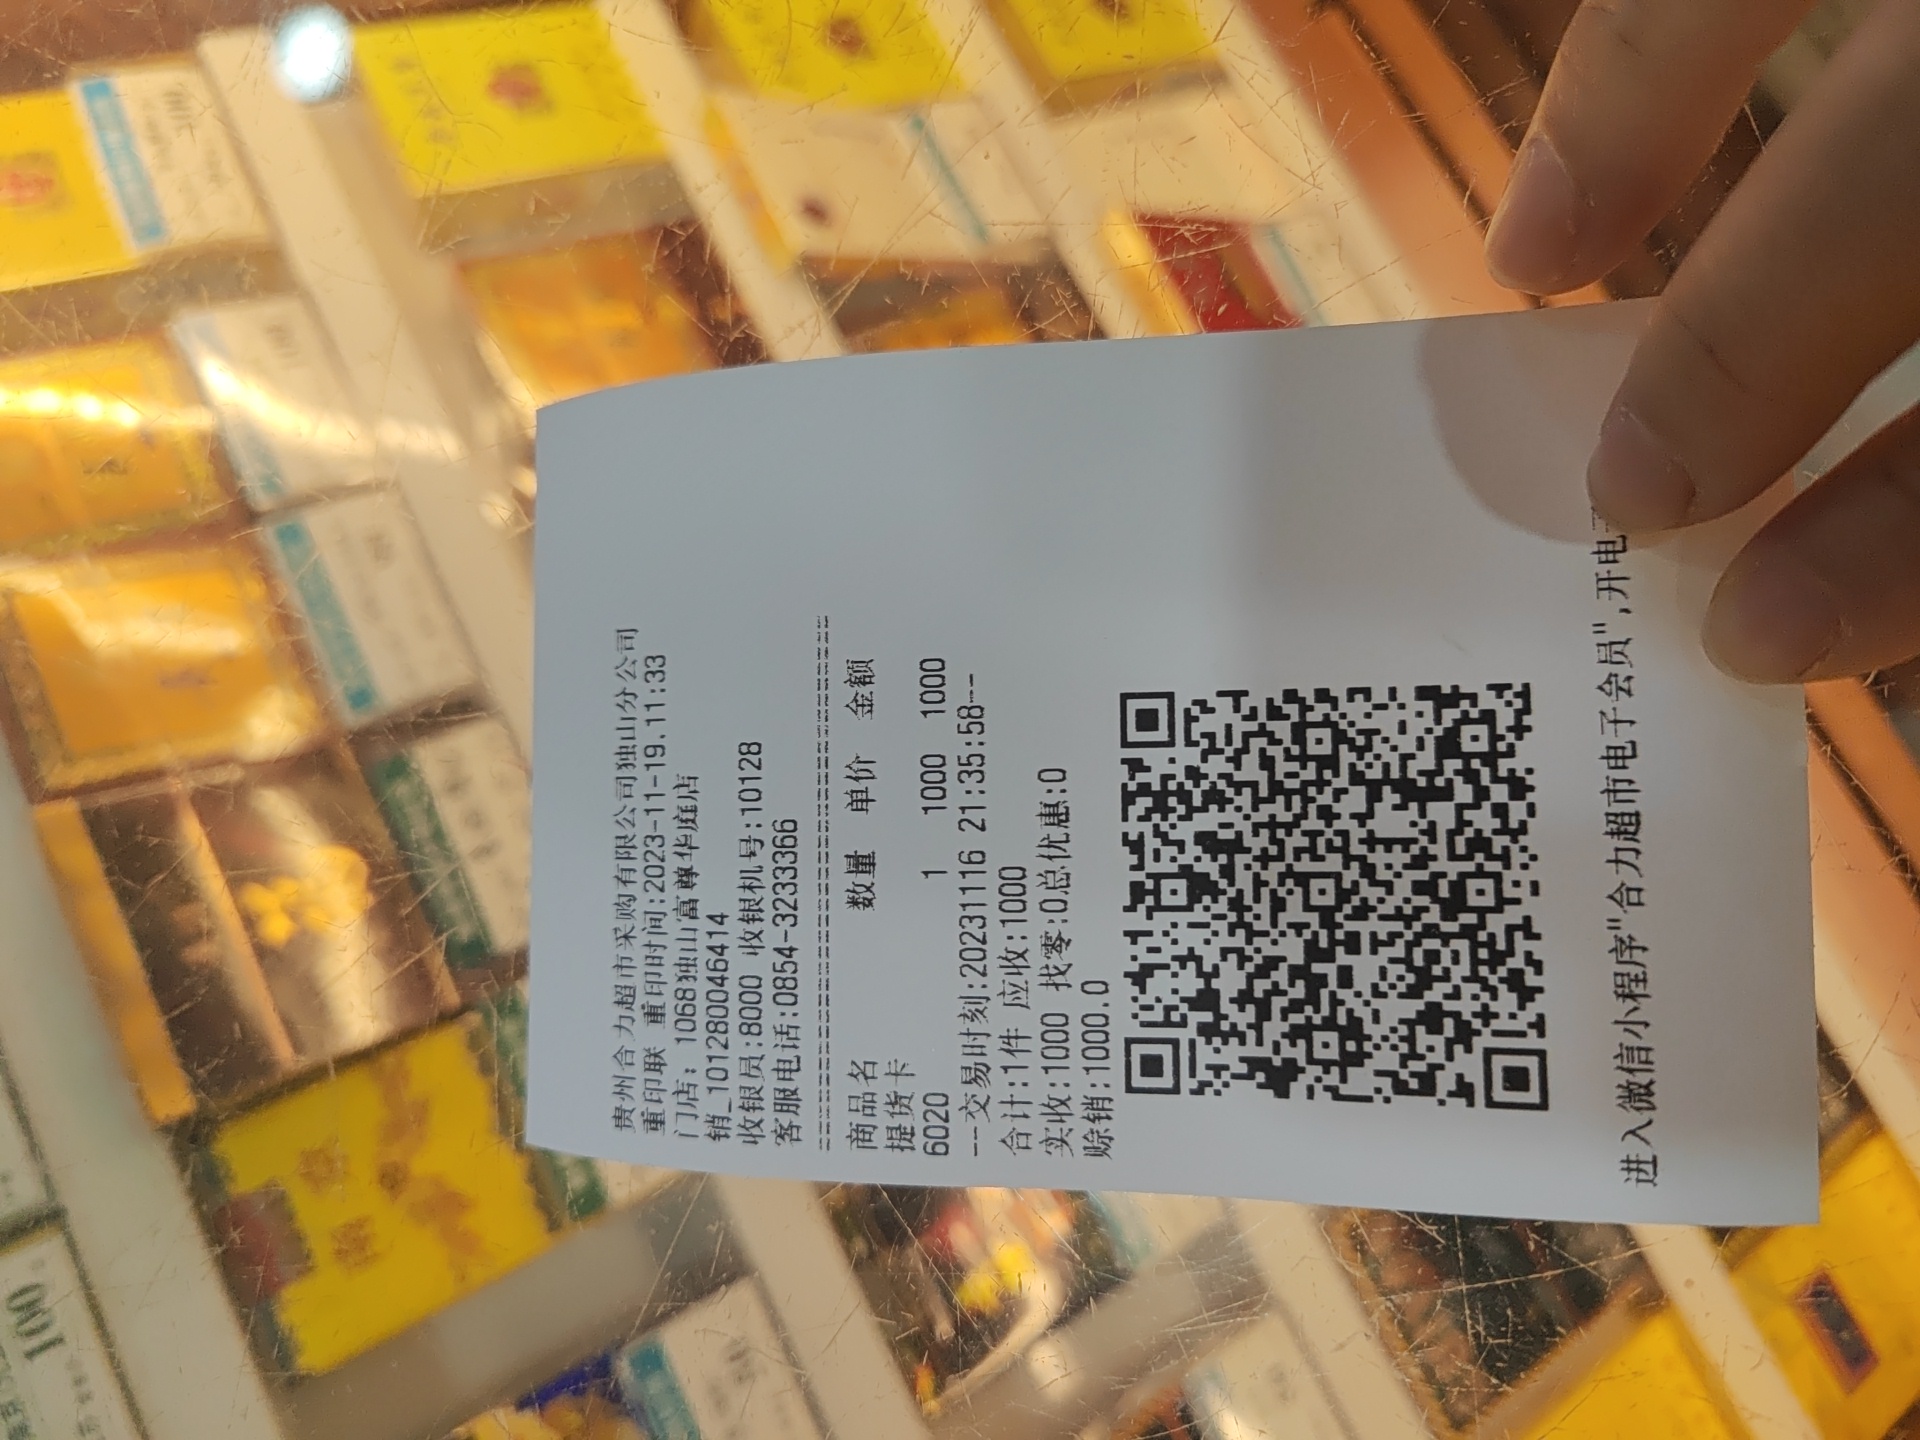 贵州合力超市采购有限公司独山分公司
重印联 重印时间:2023-11-19.11:33
门店: 1068独山富尊华庭店
销_101280046414
收银员:8000 收银机号:10128
客服电话:0854-3233366
商品名 数量 单价 金额
提货卡
6020 1 1000 1000
--交易时刻:20231116 21:35:58--
合计:1件 应收:1000
实收:1000 找零:0总优惠:0
赊销:1000.0
进入微信小程序"合力超市电子会员",开电
100